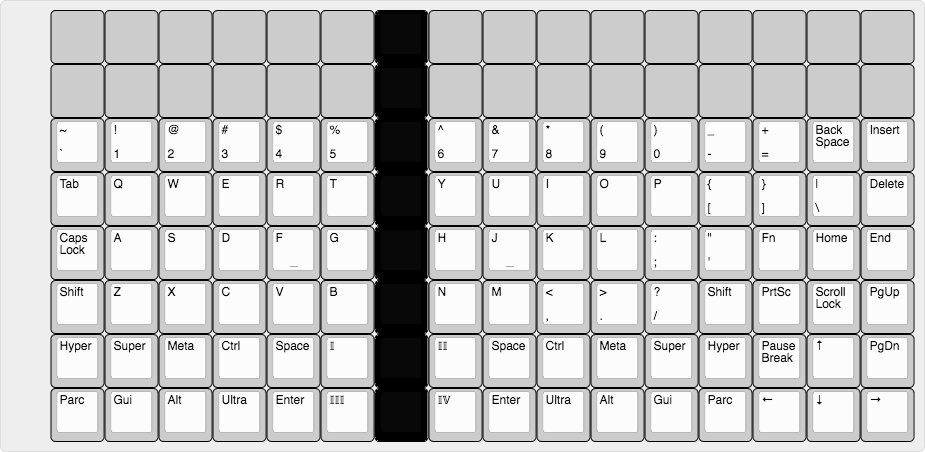 ~ ! @ # $ % ^ & * ( ) _ + Back Space Insert
` 1 2 3 4 5 6 7 8 9 0 - =
Tab Q W E R T Y U I O P { } | Delete
[ ] \
Caps Lock A S D F G H J K L : " Fn Home End
_ _ ; '
Shift Z X C V B N M < > ? Shift PrtSc Scroll Lock PgUp
, . /
Hyper Super Meta Ctrl Space 𝕀 𝕀𝕀 Space Ctrl Meta Super Hyper Pause Break ↑ PgDn
Parc Gui Alt Ultra Enter 𝕀𝕀𝕀 𝕀𝕍 Enter Ultra Alt Gui Parc ← ↓ →